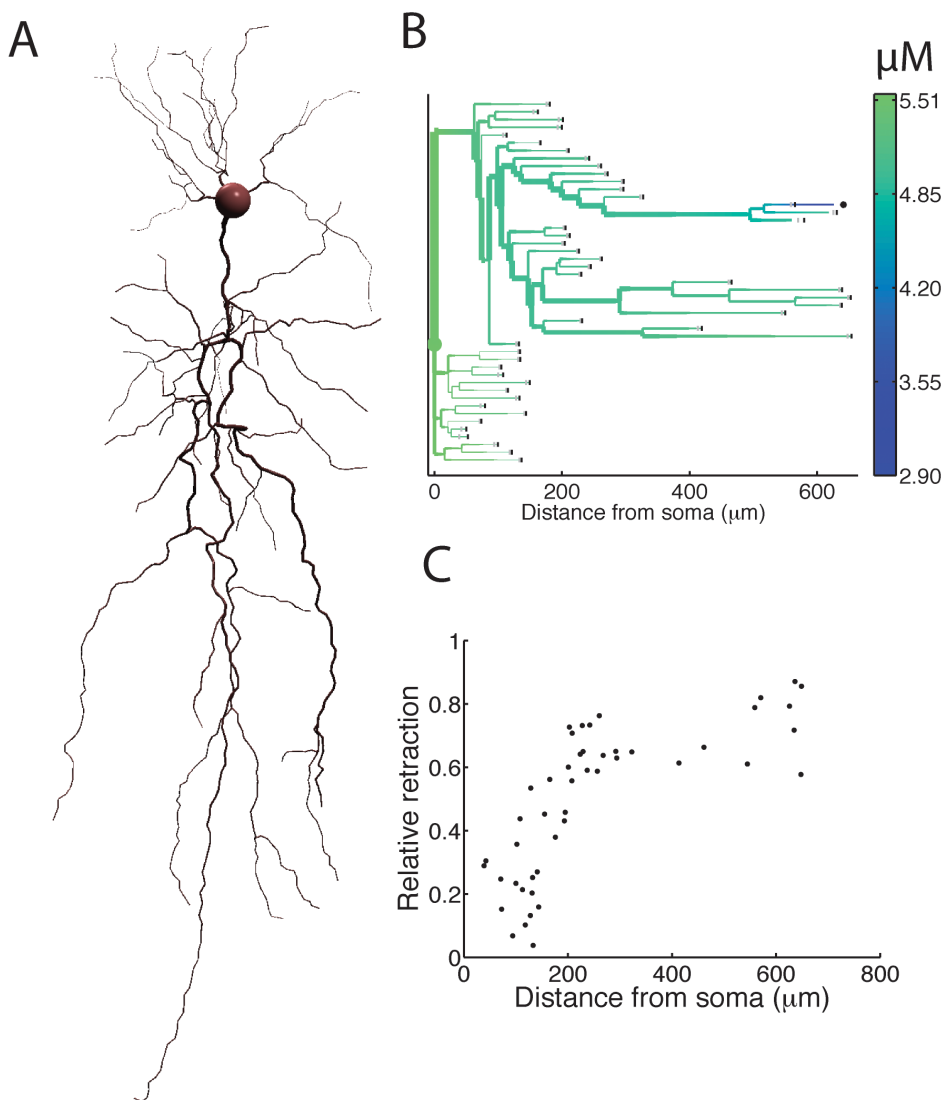 A
B
μM
5.51
4.85
4.20
3.55
2.90
0 200 400 600
Distance from soma (μm)
C
1
0.8
0.6
0.4
0.2
0
Relative retraction
0 200 400 600 800
Distance from soma (μm)